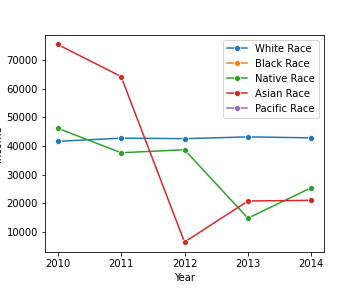 White Race
Black Race
Native Race
Asian Race
Pacific Race
70000
60000
50000
40000
30000
20000
10000
2010 2011 2012 2013 2014
Year